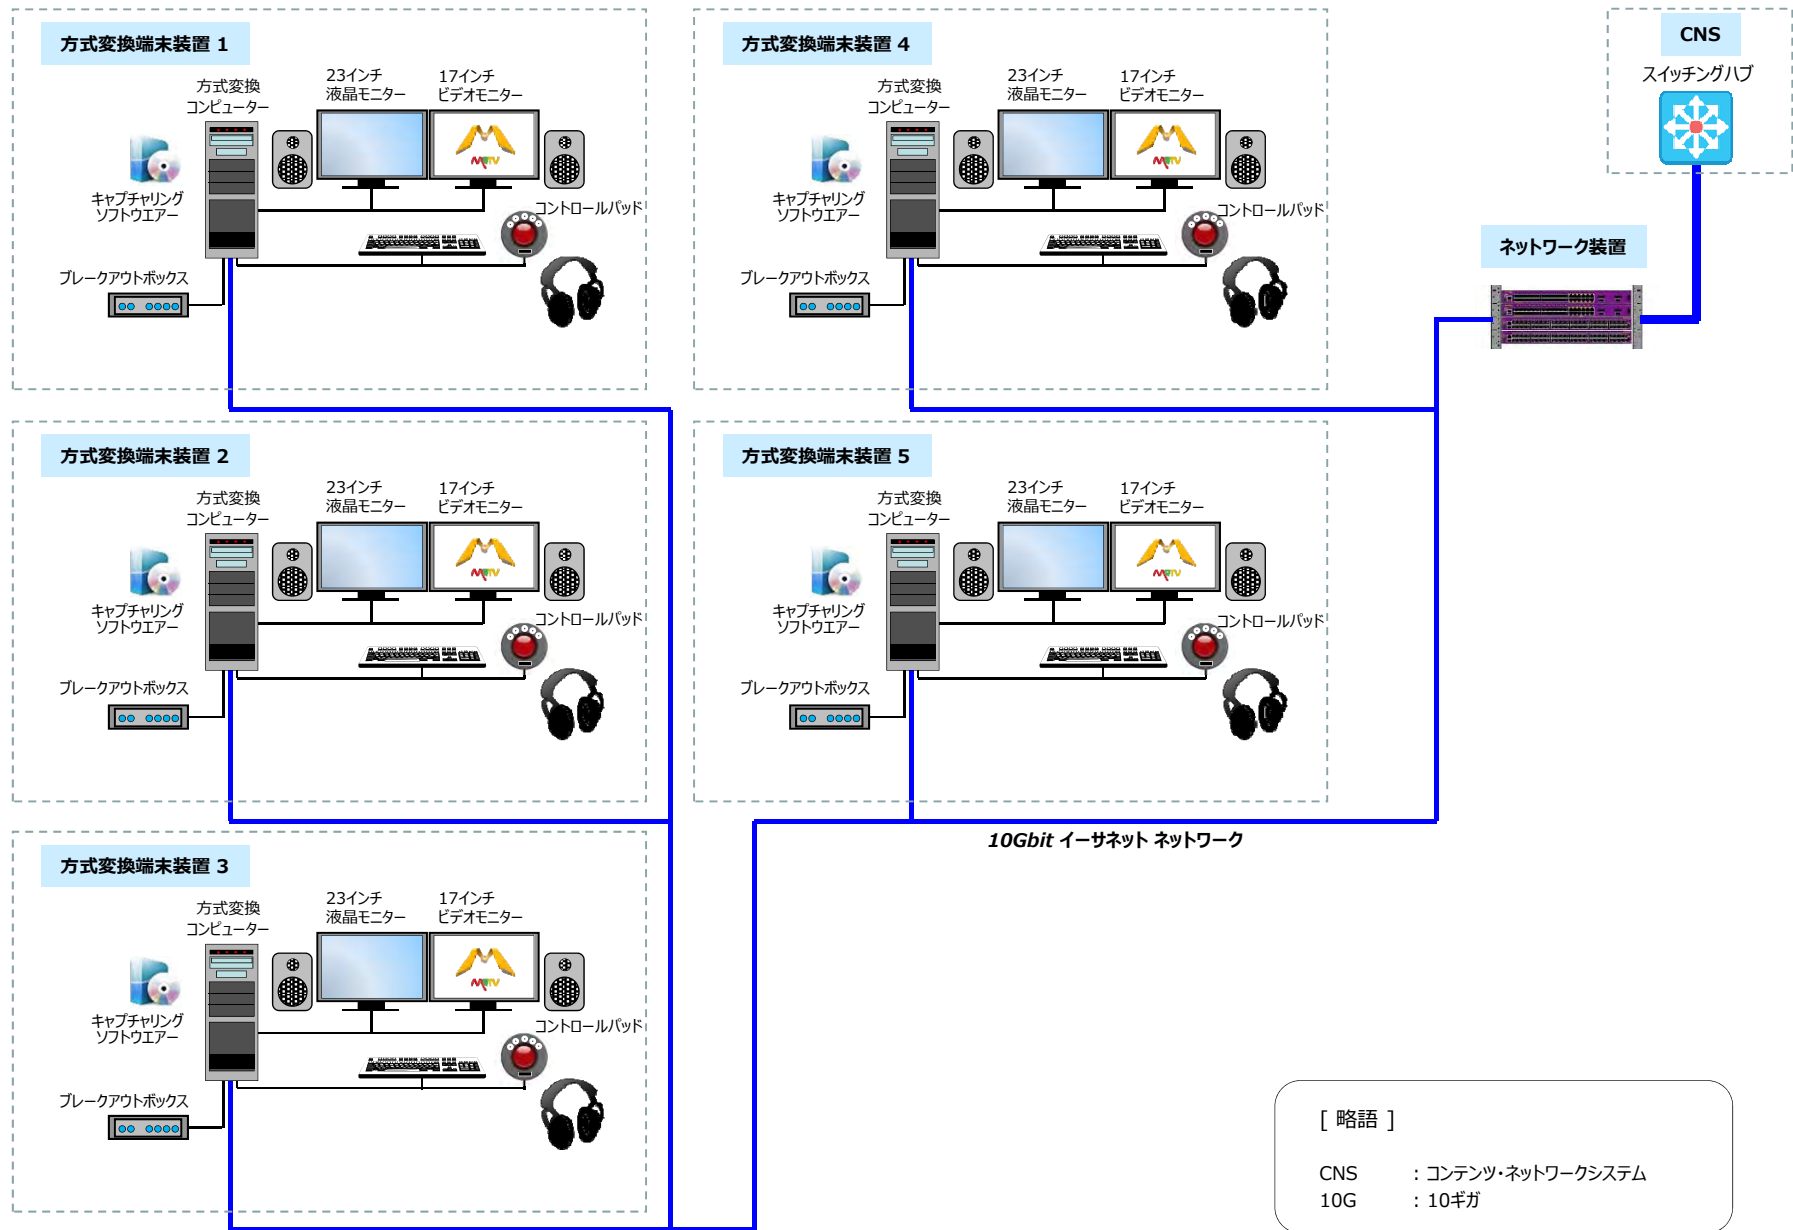 方式変換端末装置 1
方式変換
コンピューター
23インチ
液晶モニター
17インチ
ビデオモニター
MRTV
キャプチャリング
ソフトウエアー
コントロールパッド
ブレークアウトボックス
方式変換端末装置 4
方式変換
コンピューター
23インチ
液晶モニター
17インチ
ビデオモニター
MRTV
キャプチャリング
ソフトウエアー
コントロールパッド
ブレークアウトボックス
CNS
スイッチングハブ
ネットワーク装置
方式変換端末装置 2
方式変換
コンピューター
23インチ
液晶モニター
17インチ
ビデオモニター
MRTV
キャプチャリング
ソフトウエアー
コントロールパッド
ブレークアウトボックス
方式変換端末装置 5
方式変換
コンピューター
23インチ
液晶モニター
17インチ
ビデオモニター
MRTV
キャプチャリング
ソフトウエアー
コントロールパッド
ブレークアウトボックス
10Gbit イーサネット ネットワーク
方式変換端末装置 3
方式変換
コンピューター
23インチ
液晶モニター
17インチ
ビデオモニター
MRTV
キャプチャリング
ソフトウエアー
コントロールパッド
ブレークアウトボックス
[ 略語 ]
CNS : コンテンツ・ネットワークシステム
10G : 10ギガ